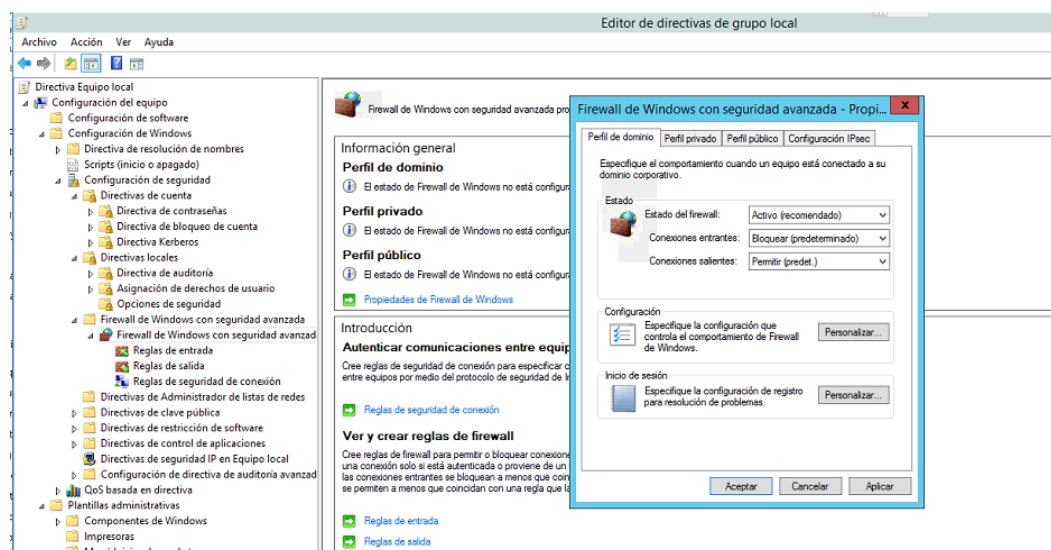 Editor de directivas de grupo local
Archivo Acción Ver Ayuda
Directiva Equipo local
Configuración del equipo
Configuración de software
Configuración de Windows
Directiva de resolución de nombres
Scripts (inicio o apagado)
Configuración de seguridad
Directivas de cuenta
Directiva de contraseñas
Directiva de bloqueo de cuenta
Directiva Kerberos
Directivas locales
Directiva de auditoría
Asignación de derechos de usuario
Opciones de seguridad
Firewall de Windows con seguridad avanzada
Firewall de Windows con seguridad avanzad
Reglas de entrada
Reglas de salida
Reglas de seguridad de conexión
Directivas de Administrador de listas de redes
Directivas de clave pública
Directivas de restricción de software
Directivas de control de aplicaciones
Directivas de seguridad IP en Equipo local
Configuración de directiva de auditoría avanzad
QoS basada en directiva
Plantillas administrativas
Componentes de Windows
Impresoras
Firewall de Windows con seguridad avanzada pro
Información general
Perfil de dominio
El estado de Firewall de Windows no está configur
Perfil privado
El estado de Firewall de Windows no está configur
Perfil público
El estado de Firewall de Windows no está configur
Propiedades de Firewall de Windows
Introducción
Autenticar comunicaciones entre equip
Cree reglas de seguridad de conexión para especificar c
entre equipos por medio del protocolo de seguridad de
Reglas de seguridad de conexión
Ver y crear reglas de firewall
Cree reglas de firewall para permitir o bloquear conexione
una conexión solo si está autenticada o proviene de un
las conexiones entrantes se bloquean a menos que coin
se permiten a menos que coincidan con una regla que la
Reglas de entrada
Reglas de salida
Firewall de Windows con seguridad avanzada - Propi... x
Perfil de dominio Perfil privado Perfil público Configuración IPsec
Especifique el comportamiento cuando un equipo está conectado a su
dominio corporativo.
Estado
Estado del firewall: Activo (recomendado)
Conexiones entrantes: Bloquear (predeterminado)
Conexiones salientes: Permitir (predet.)
Configuración
Especifique la configuración que
controla el comportamiento de Firewall
de Windows.
Personalizar...
Inicio de sesión
Especifique la configuración de registro
para resolución de problemas.
Personalizar...
Aceptar Cancelar Aplicar